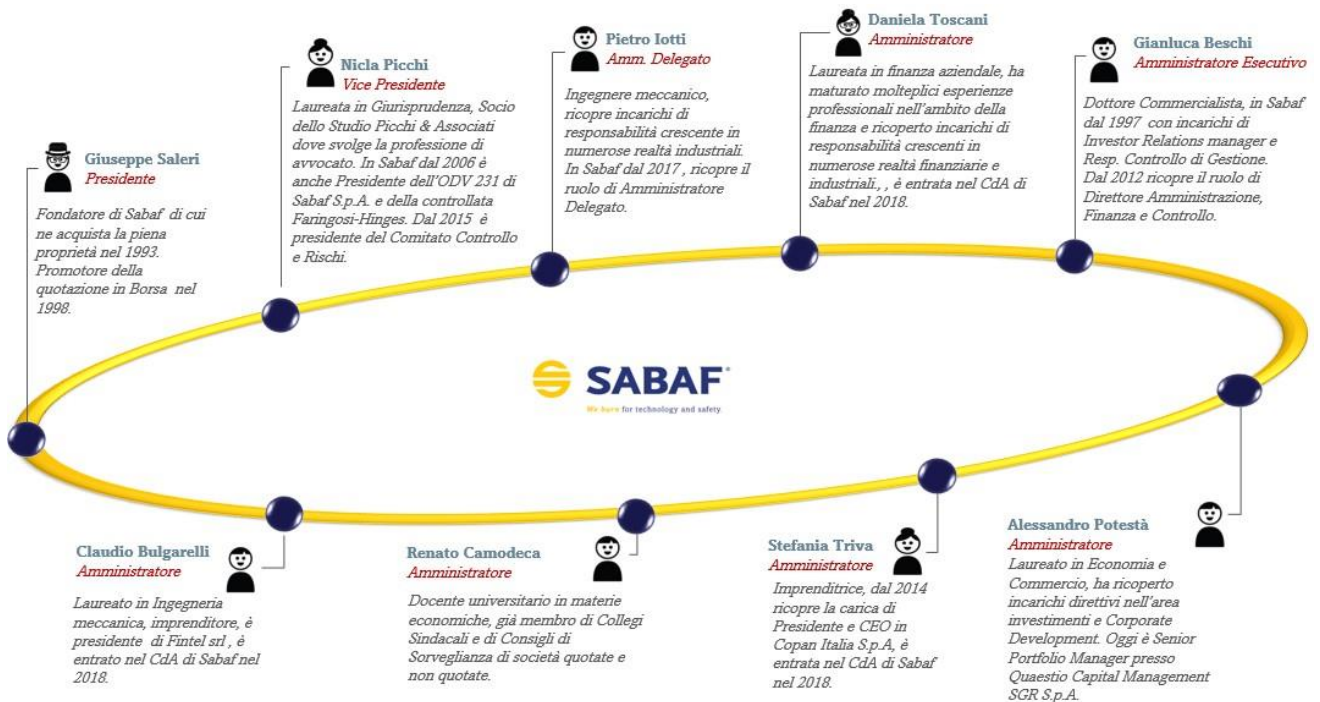 Giuseppe Saleri
Presidente
Fondatore di Sabaf di cui
ne acquista la piena
proprietà nel 1993.
Promotore della
quotazione in Borsa nel
1998.
Nicla Picchi
Vice Presidente
Laureata in Giurisprudenza, Socio
dello Studio Picchi & Associati
dove svolge la professione di
avvocato. In Sabaf dal 2006 è
anche Presidente dell'ODV 231 di
Sabaf S.p.A. e della controllata
Faringosi-Hinges. Dal 2015 è
presidente del Comitato Controllo
e Rischi.
Pietro Iotti
Amm. Delegato
Ingegnere meccanico,
ricopre incarichi di
responsabilità crescente in
numerose realtà industriali.
In Sabaf dal 2017 , ricopre il
ruolo di Amministratore
Delegato.
Daniela Toscani
Amministratore
Laureata in finanza aziendale, ha
maturato molteplici esperienze
professionali nell'ambito della
finanza e ricoperto incarichi di
responsabilità crescenti in
numerose realtà finanziarie e
industriali., , è entrata nel CdA di
Sabaf nel 2018.
Gianluca Beschi
Amministratore Esecutivo
Dottore Commercialista, in Sabaf
dal 1997 con incarichi di
Investor Relations manager e
Resp. Controllo di Gestione.
Dal 2012 ricopre il ruolo di
Direttore Amministrazione,
Finanza e Controllo.
SABAF®
We burn for technology and safety.
Claudio Bulgarelli
Amministratore
Laureato in Ingegneria
meccanica, imprenditore, è
presidente di Fintel srl , è
entrato nel CdA di Sabaf nel
2018.
Renato Camodeca
Amministratore
Docente universitario in materie
economiche, già membro di Collegi
Sindacali e di Consigli di
Sorveglianza di società quotate e
non quotate.
Stefania Triva
Amministratore
Imprenditrice, dal 2014
ricopre la carica di
Presidente e CEO in
Copan Italia S.p.A, è
entrata nel CdA di Sabaf
nel 2018.
Alessandro Potestà
Amministratore
Laureato in Economia e
Commercio, ha ricoperto
incarichi direttivi nell'area
investimenti e Corporate
Development. Oggi è Senior
Portfolio Manager presso
Quaestio Capital Management
SGR S.p.A.